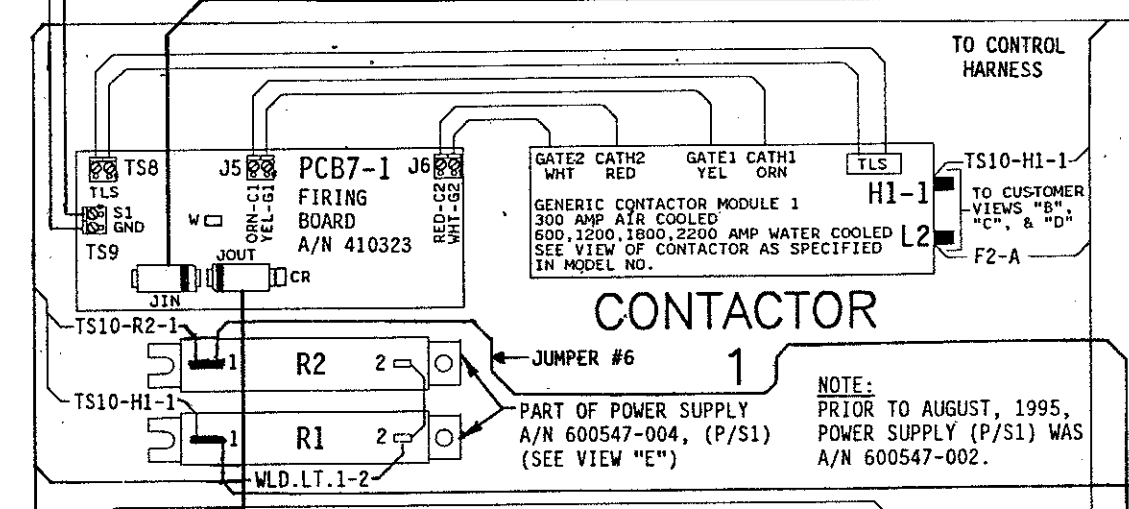 TO CONTROL
HARNESS
TS8
TLS
S1
GND
TS9
J5
ORN-C1
YEL-G1
W
PCB7-1
FIRING
BOARD
A/N 410323
J6
RED-C2
WHT-G2
JOUT
CR
JIN
GATE2 CATH2 GATE1 CATH1
WHT RED YEL ORN
TLS
H1-1
GENERIC CONTACTOR MODULE 1
300 AMP AIR COOLED
600,1200,1800,2200 AMP WATER COOLED
SEE VIEW OF CONTACTOR AS SPECIFIED
IN MODEL NO.
L2
TS10-H1-1
TO CUSTOMER
VIEWS "B",
"C", & "D"
F2-A
CONTACTOR
1
TS10-R2-1
1 R2 2
JUMPER #6
TS10-H1-1
1 R1 2
WLD.LT.1-2
PART OF POWER SUPPLY
A/N 600547-004, (P/S1)
(SEE VIEW "E")
NOTE:
PRIOR TO AUGUST, 1995,
POWER SUPPLY (P/S1) WAS
A/N 600547-002.